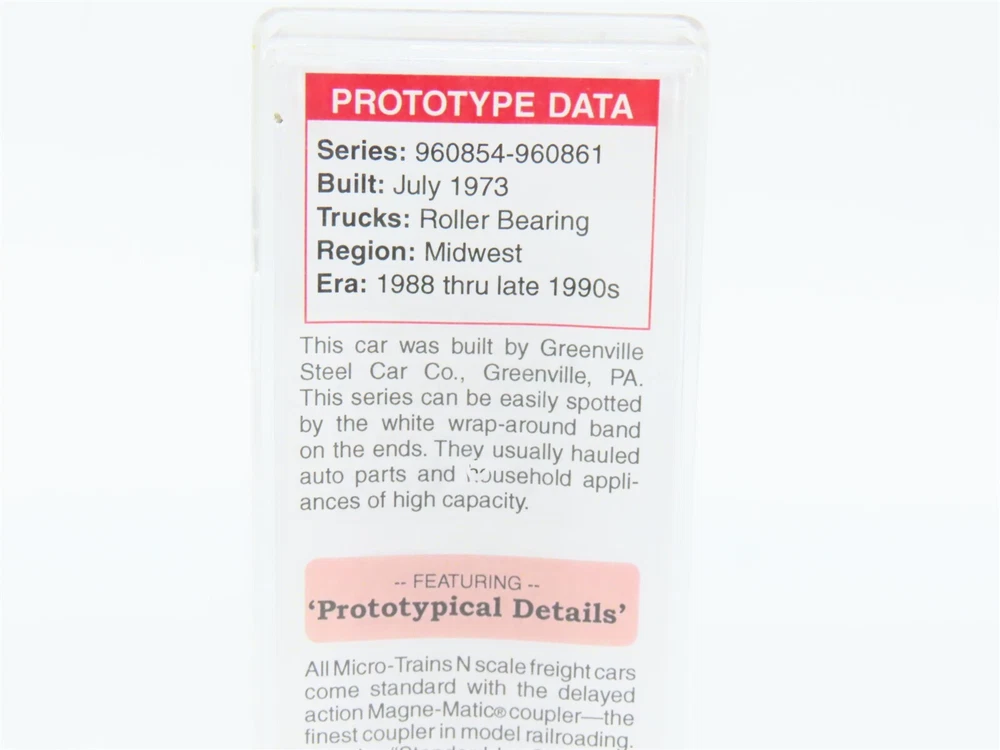 PROTOTYPE DATA
Series: 960854-960861
Built: July 1973
Trucks: Roller Bearing
Region: Midwest
Era: 1988 thru late 1990s
This car was built by Greenville
Steel Car Co., Greenville, PA.
This series can be easily spotted
by the white wrap-around band
on the ends. They usually hauled
auto parts and household appli-
ances of high capacity.
-- FEATURING --
‘Prototypical Details’
All Micro-Trains N scale freight cars
come standard with the delayed
action Magne-Matic® coupler—the
finest coupler in model railroading.